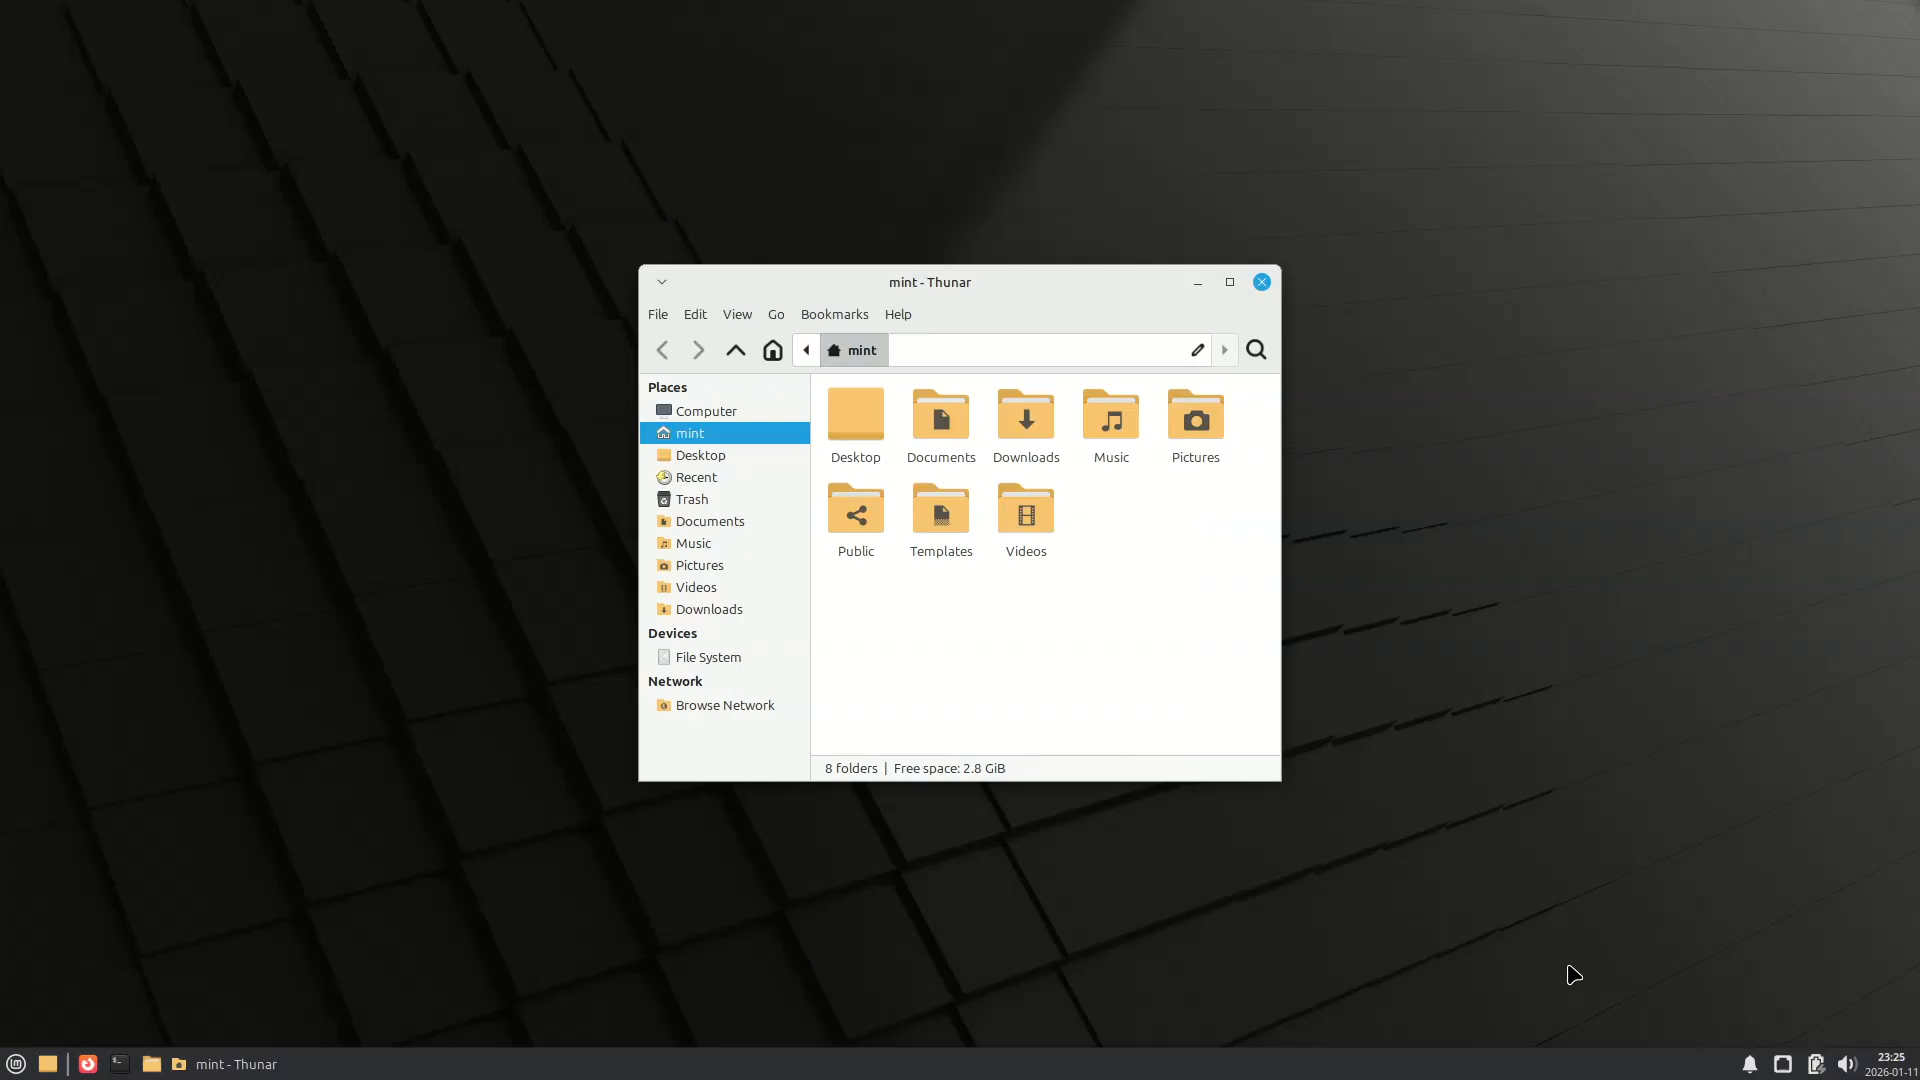 mint - Thunar
File Edit View Go Bookmarks Help
mint
Places
Computer
mint
Desktop
Recent
Trash
Documents
Music
Pictures
Videos
Downloads
Devices
File System
Network
Browse Network
Desktop Documents Downloads Music Pictures
Public Templates Videos
8 folders | Free space: 2.8 GiB
mint - Thunar
23:25
2026-01-11